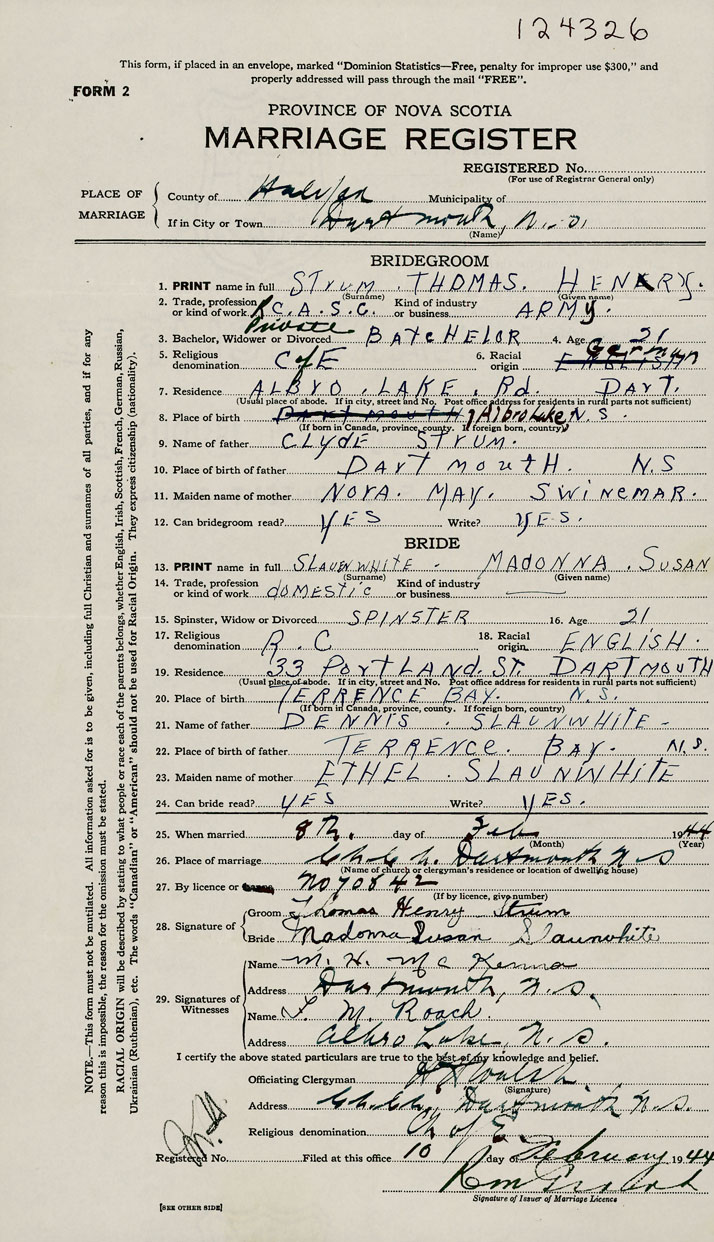 124326
This form, if placed in an envelope, marked "Dominion Statistics—Free, penalty for improper use $300," and
properly addressed will pass through the mail "FREE".
FORM 2
PROVINCE OF NOVA SCOTIA
MARRIAGE REGISTER
REGISTERED No.
(For use of Registrar General only)
PLACE OF MARRIAGE
County of Halifax Municipality of
If in City or Town Dartmouth, N.S.
(Name)
BRIDEGROOM
1. PRINT name in full STrum THOMAS. HENRY.
(Surname) (Given name)
2. Trade, profession or kind of work R.C.A.S.C. Private Kind of industry or business ARMY.
3. Bachelor, Widower or Divorced BATCHELOR 4. Age 21
5. Religious denomination C of E 6. Racial origin ENGLISH German
7. Residence ALBRO. LAKE. Rd. DarT.
(Usual place of abode. If in city, street and No. Post office address for residents in rural parts not sufficient)
8. Place of birth DarTmouTH Albro Lake, N.S.
(If born in Canada, province, county. If foreign born, country)
9. Name of father CLYDE STrum.
10. Place of birth of father DarTmouTH. N.S
11. Maiden name of mother NorA. MAY. SwinEmAR.
12. Can bridegroom read? YES Write? YES.
BRIDE
13. PRINT name in full SLAUNWHITE - MADONNA. SUSAN
(Surname) (Given name)
14. Trade, profession or kind of work domestic Kind of industry or business
15. Spinster, Widow or Divorced SPINSTER 16. Age 21
17. Religious denomination R.C 18. Racial origin ENGLISH.
19. Residence 33 PorTLAND. ST. DARTMOUTH
(Usual place of abode. If in city, street and No. Post office address for residents in rural parts not sufficient)
20. Place of birth TERRENCE BAY. N.S.
(If born in Canada, province, county. If foreign born, country)
21. Name of father DENNIS SLAUNWHITE -
22. Place of birth of father TERRENCE. BAY. N.S.
23. Maiden name of mother ETHEL. SLAUNWHITE
24. Can bride read? YES Write? YES.
25. When married 8th. day of Feb 1944
(Month) (Year)
26. Place of marriage Ch. Ch. Dartmouth N S
(Name of church or clergyman's residence or location of dwelling house)
27. By licence or No 70842
(If by licence, give number)
28. Signature of
Groom Thomas Henry Strum
Bride Madonna Susan Slaunwhite
29. Signatures of Witnesses
Name M. H. McKenna
Address Dartmouth, N.S.
Name M. Roach
Address Albro Lake, N.S.
I certify the above stated particulars are true to the best of my knowledge and belief.
Officiating Clergyman Walsh
(Signature)
Address Ch. Ch. Dartmouth N.S.
Religious denomination Ch of E.
Registered No. Filed at this office 10 day of February 1944
Signature of Issuer of Marriage Licence
[SEE OTHER SIDE]
NOTE.—This form must not be mutilated. All information asked for is to be given, including full Christian and surnames of all parties, and if for any
reason this is impossible, the reason for the omission must be stated.
RACIAL ORIGIN will be described by stating to what people or race each of the parents belongs, whether English, Irish, Scottish, French, German, Russian,
Ukrainian (Ruthenian), etc. The words "Canadian" or "American" should not be used for Racial Origin. They express citizenship (nationality).